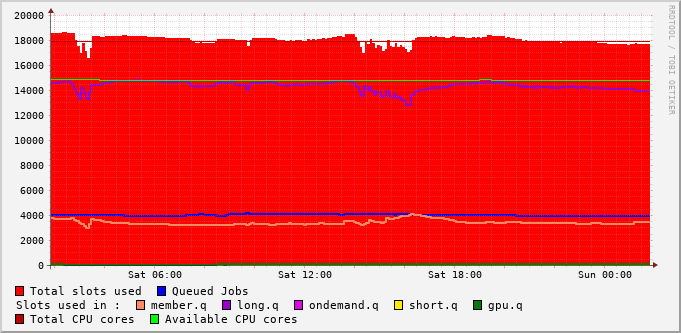 20000
18000
16000
14000
12000
10000
8000
6000
4000
2000
0
Sat 06:00 Sat 12:00 Sat 18:00 Sun 00:00
Total slots used Queued Jobs
Slots used in : member.q long.q ondemand.q short.q gpu.q
Total CPU cores Available CPU cores
RRDTOOL / TOBI OETIKER